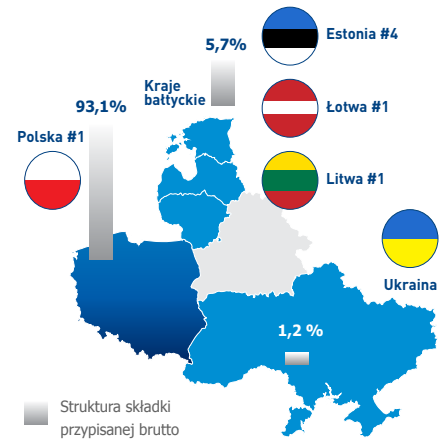 5,7%
Estonia #4
Kraje
bałtyckie
93,1%
Łotwa #1
Polska #1
Litwa #1
Ukraina
1,2 %
Struktura składki
przypisanej brutto